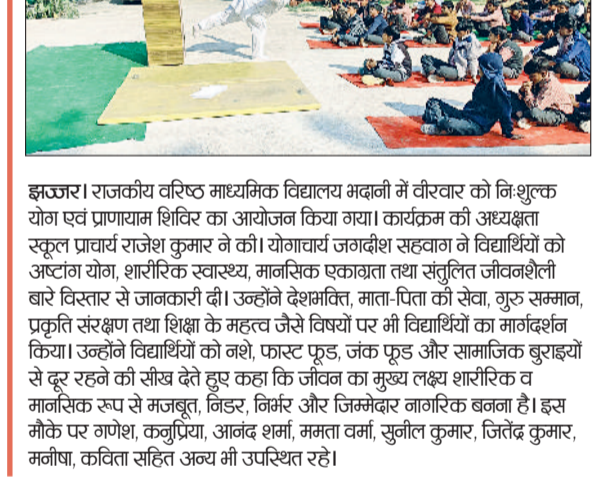 झज्जर। राजकीय वरिष्ठ माध्यमिक विद्यालय भदानी में वीरवार को निःशुल्क
योग एवं प्राणायाम शिविर का आयोजन किया गया। कार्यक्रम की अध्यक्षता
स्कूल प्राचार्य राजेश कुमार ने की। योगाचार्य जगदीश सहवाग ने विद्यार्थियों को
अष्टांग योग, शारीरिक स्वास्थ्य, मानसिक एकाग्रता तथा संतुलित जीवनशैली
बारे विस्तार से जानकारी दी। उन्होंने देशभक्ति, माता-पिता की सेवा, गुरु सम्मान,
प्रकृति संरक्षण तथा शिक्षा के महत्व जैसे विषयों पर भी विद्यार्थियों का मार्गदर्शन
किया। उन्होंने विद्यार्थियों को नशे, फास्ट फूड, जंक फूड और सामाजिक बुराइयों
से दूर रहने की सीख देते हुए कहा कि जीवन का मुख्य लक्ष्य शारीरिक व
मानसिक रूप से मजबूत, निडर, निर्भर और जिम्मेदार नागरिक बनना है। इस
मौके पर गणेश, कनुप्रिया, आनंद शर्मा, ममता वर्मा, सुनील कुमार, जितेंद्र कुमार,
मनीषा, कविता सहित अन्य भी उपस्थित रहे।